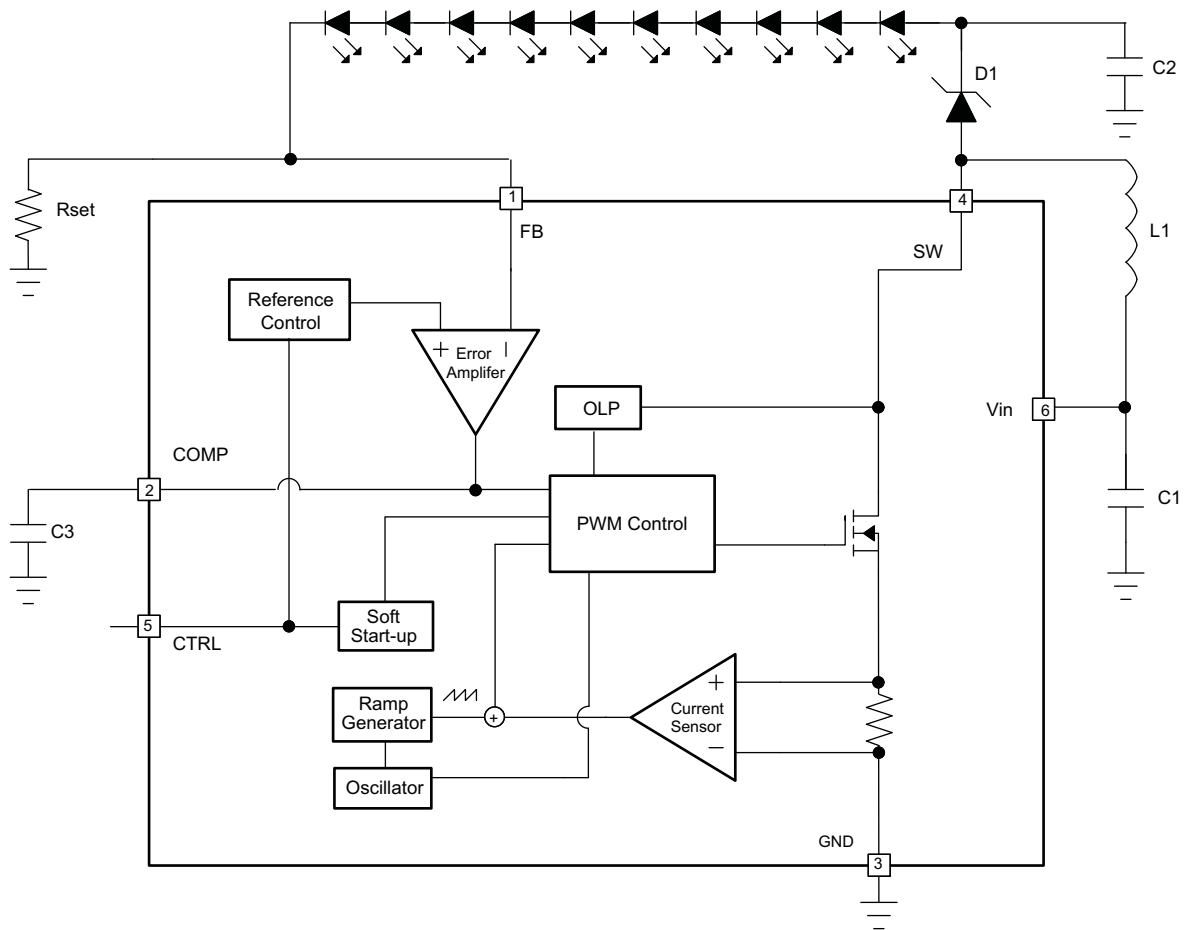 D1
C2
Rset
1
4
FB
L1
SW
Reference
Control
+
Error
Amplifer
OLP
Vin
6
COMP
2
PWM Control
C1
C3
5
Soft
Start-up
CTRL
Ramp
Generator
+
+
Current
Sensor
−
Oscillator
GND
3